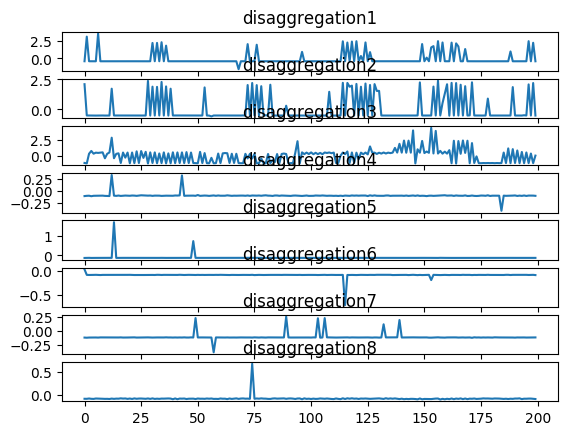 disaggregation1
2.5
0.0
disaggregation2
2.5
0.0
disaggregation3
2.5
0.0
disaggregation4
0.25
0.00
−0.25
disaggregation5
1
0
disaggregation6
0.0
−0.5
disaggregation7
0.25
0.00
−0.25
disaggregation8
0.5
0.0
0 25 50 75 100 125 150 175 200